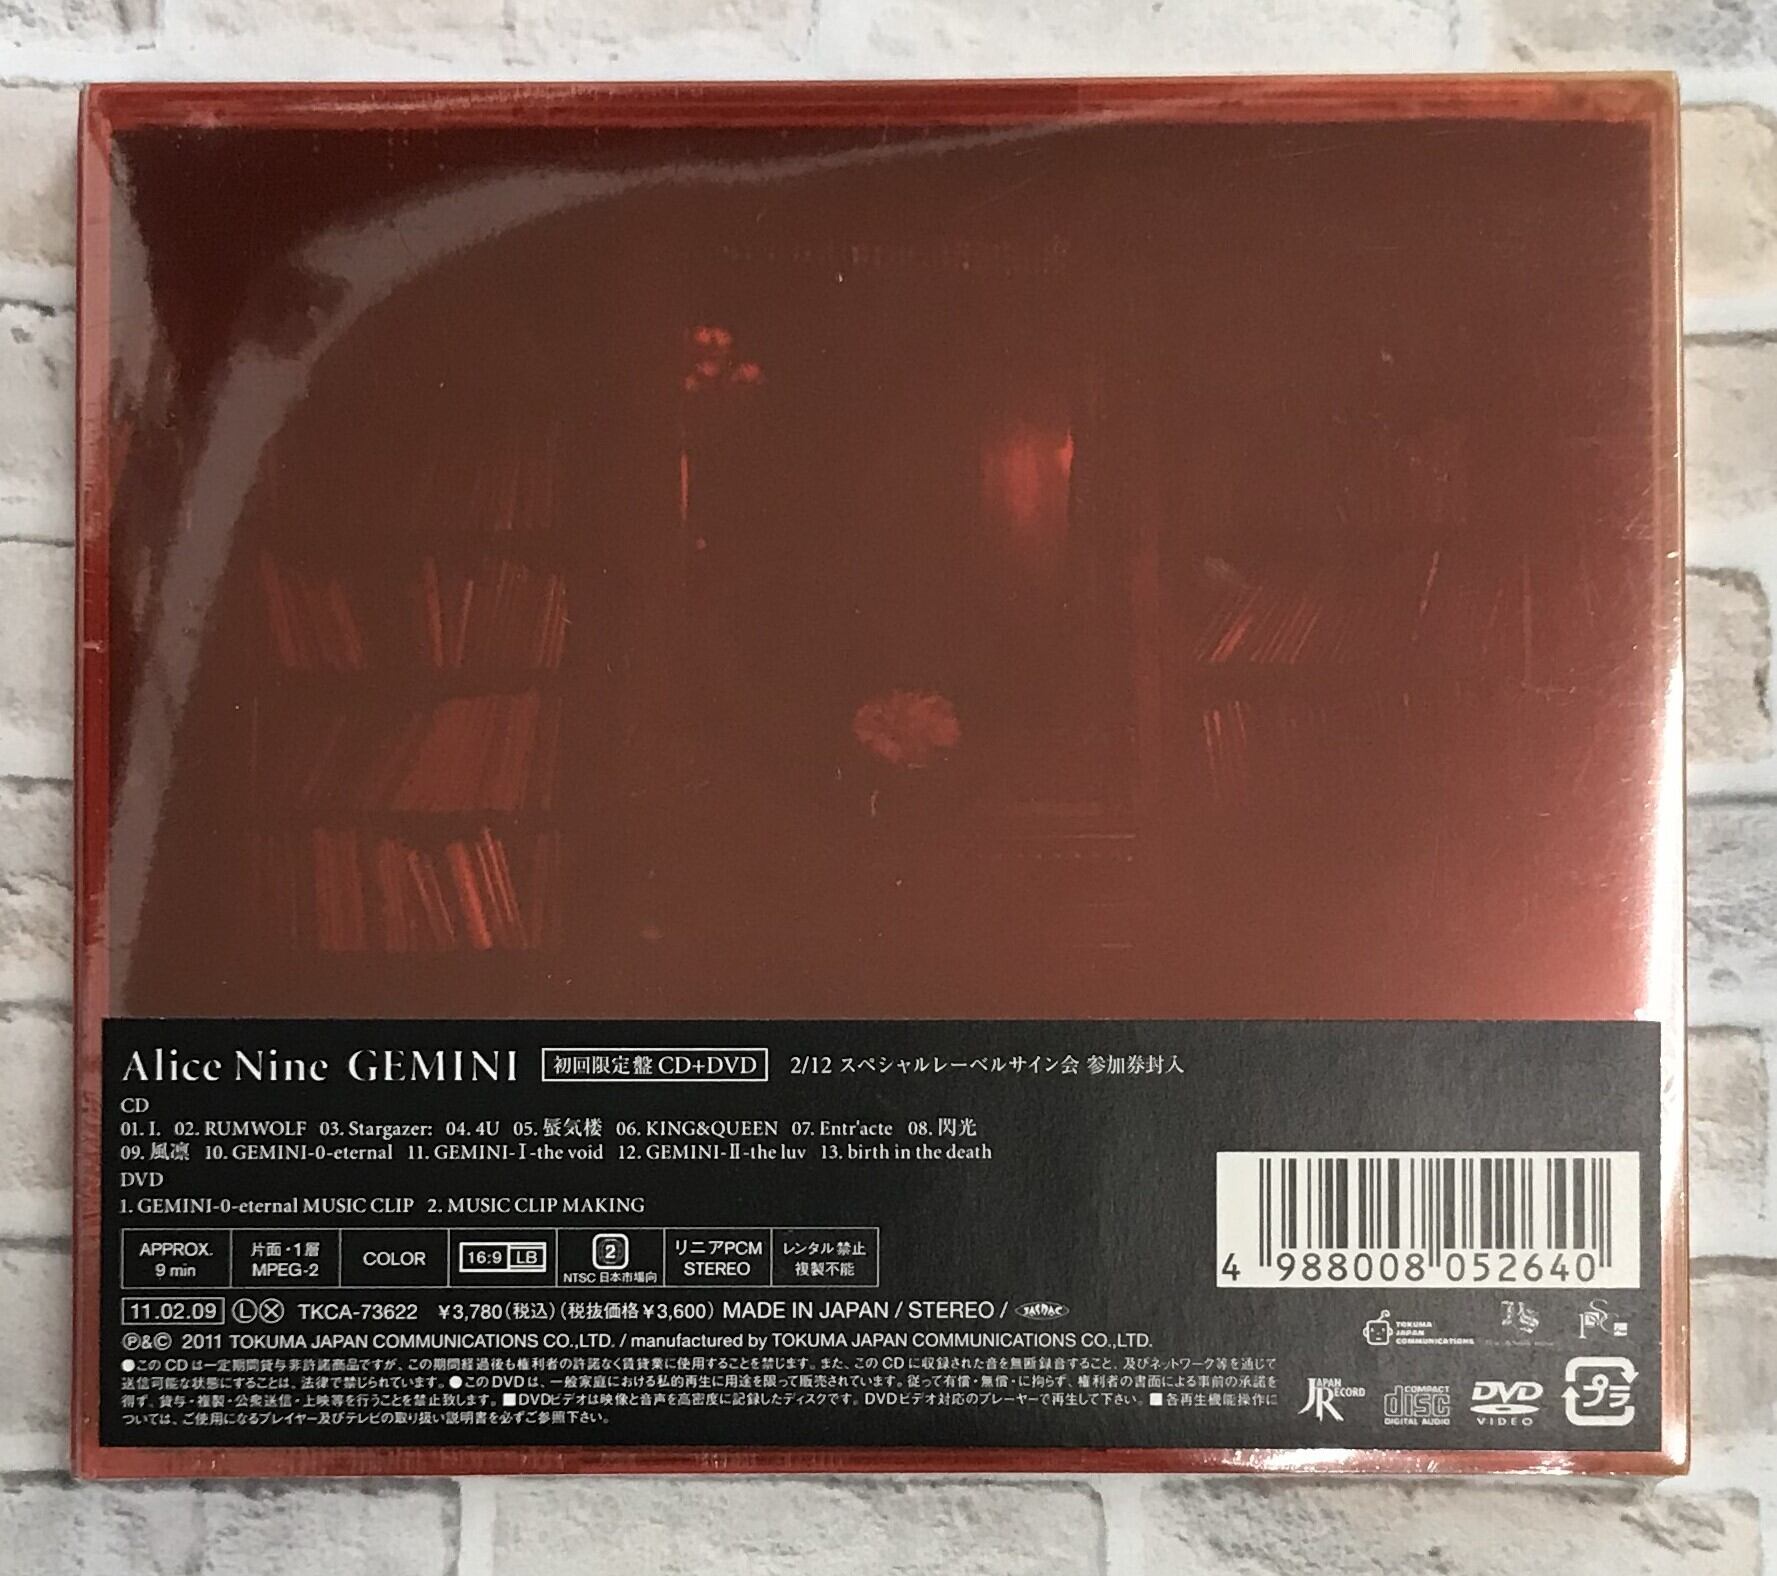 Alice Nine GEMINI 初回限定盤 CD+DVD 2/12 スペシャルレーベルサイン会 参加券封入
CD
01. I. 02. RUMWOLF 03. Stargazer: 04. 4U 05. 蜃気楼 06. KING&QUEEN 07. Entr'acte 08. 閃光
09. 風凛 10. GEMINI-0-eternal 11. GEMINI-Ⅰ-the void 12. GEMINI-Ⅱ-the luv 13. birth in the death
DVD
1. GEMINI-0-eternal MUSIC CLIP 2. MUSIC CLIP MAKING
APPROX. 9 min
片面・1層 MPEG-2
COLOR
16:9 LB
2 NTSC 日本市場向
リニアPCM STEREO
レンタル禁止 複製不能
4 988008 052640
11.02.09 Ⓛ Ⓧ TKCA-73622 ¥3,780(税込)(税抜価格¥3,600) MADE IN JAPAN / STEREO / JASRAC
Ⓟ&© 2011 TOKUMA JAPAN COMMUNICATIONS CO.,LTD. / manufactured by TOKUMA JAPAN COMMUNICATIONS CO.,LTD.
●このCDは一定期間貸与非許諾商品ですが、この期間経過後も権利者の許諾なく賃貸業に使用することを禁じます。また、このCDに収録された音を無断録音すること、及びネットワーク等を通じて
送信可能な状態にすることは、法律で禁じられています。●このDVDは、一般家庭における私的再生に用途を限って販売されています。従って有償・無償・に拘らず、権利者の書面による事前の承諾を
得ず、貸与・複製・公衆送信・上映等を行うことを禁止致します。■DVDビデオは映像と音声を高密度に記録したディスクです。DVDビデオ対応のプレーヤーで再生して下さい。■各再生機能操作に
ついては、ご使用になるプレイヤー及びテレビの取り扱い説明書を必ずご参照下さい。
TOKUMA JAPAN COMMUNICATIONS
PSC
JAPAN RECORD
COMPACT disc DIGITAL AUDIO
DVD VIDEO
プラ